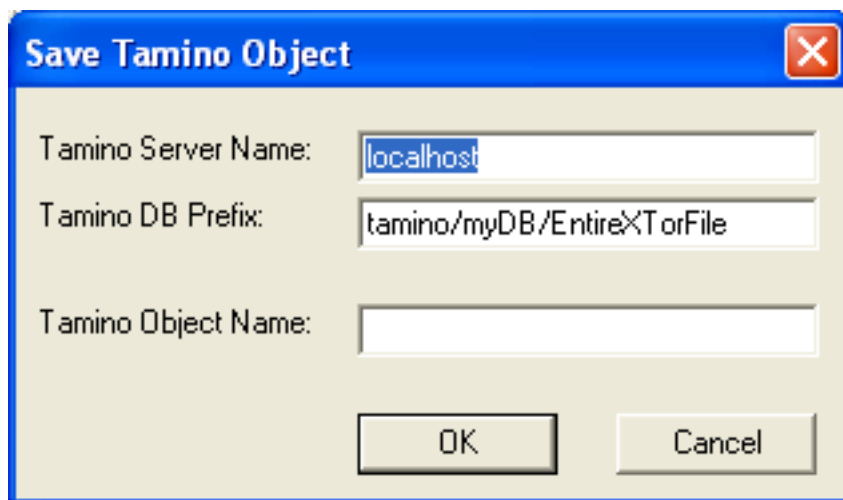 Save Tamino Object
Tamino Server Name: localhost
Tamino DB Prefix: tamino/myDB/EntireXTorFile
Tamino Object Name:
OK Cancel